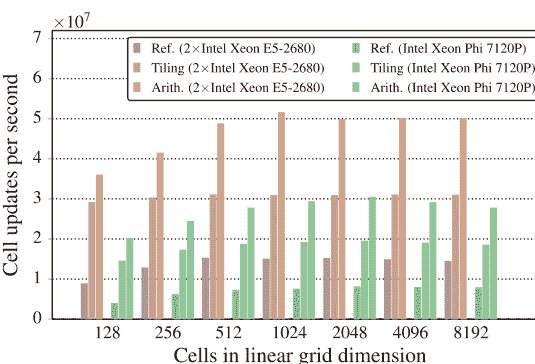 ×10⁷
7
6
5
4
3
2
1
0
Cell updates per second
Ref. (2×Intel Xeon E5-2680)
Tiling (2×Intel Xeon E5-2680)
Arith. (2×Intel Xeon E5-2680)
Ref. (Intel Xeon Phi 7120P)
Tiling (Intel Xeon Phi 7120P)
Arith. (Intel Xeon Phi 7120P)
128 256 512 1024 2048 4096 8192
Cells in linear grid dimension